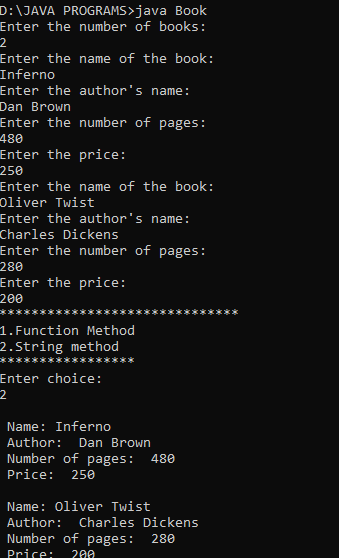 D:\JAVA PROGRAMS>java Book
Enter the number of books:
2
Enter the name of the book:
Inferno
Enter the author's name:
Dan Brown
Enter the number of pages:
480
Enter the price:
250
Enter the name of the book:
Oliver Twist
Enter the author's name:
Charles Dickens
Enter the number of pages:
280
Enter the price:
200
******************************
1.Function Method
2.String method
*****************
Enter choice:
2
Name: Inferno
Author:  Dan Brown
Number of pages:  480
Price:  250
Name: Oliver Twist
Author:  Charles Dickens
Number of pages:  280
Price:  200